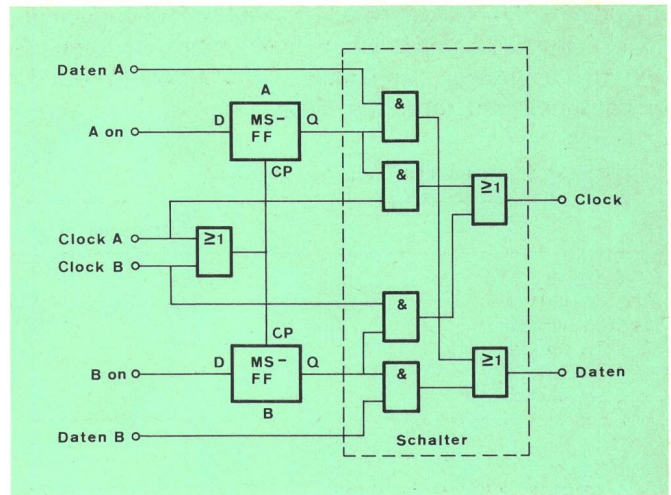 Daten A
A
A on
D
MS-
FF
Q
CP
&
&
≥1
Clock
Clock A
Clock B
≥1
&
CP
B on
D
MS-
FF
Q
B
&
≥1
Daten
Daten B
Schalter